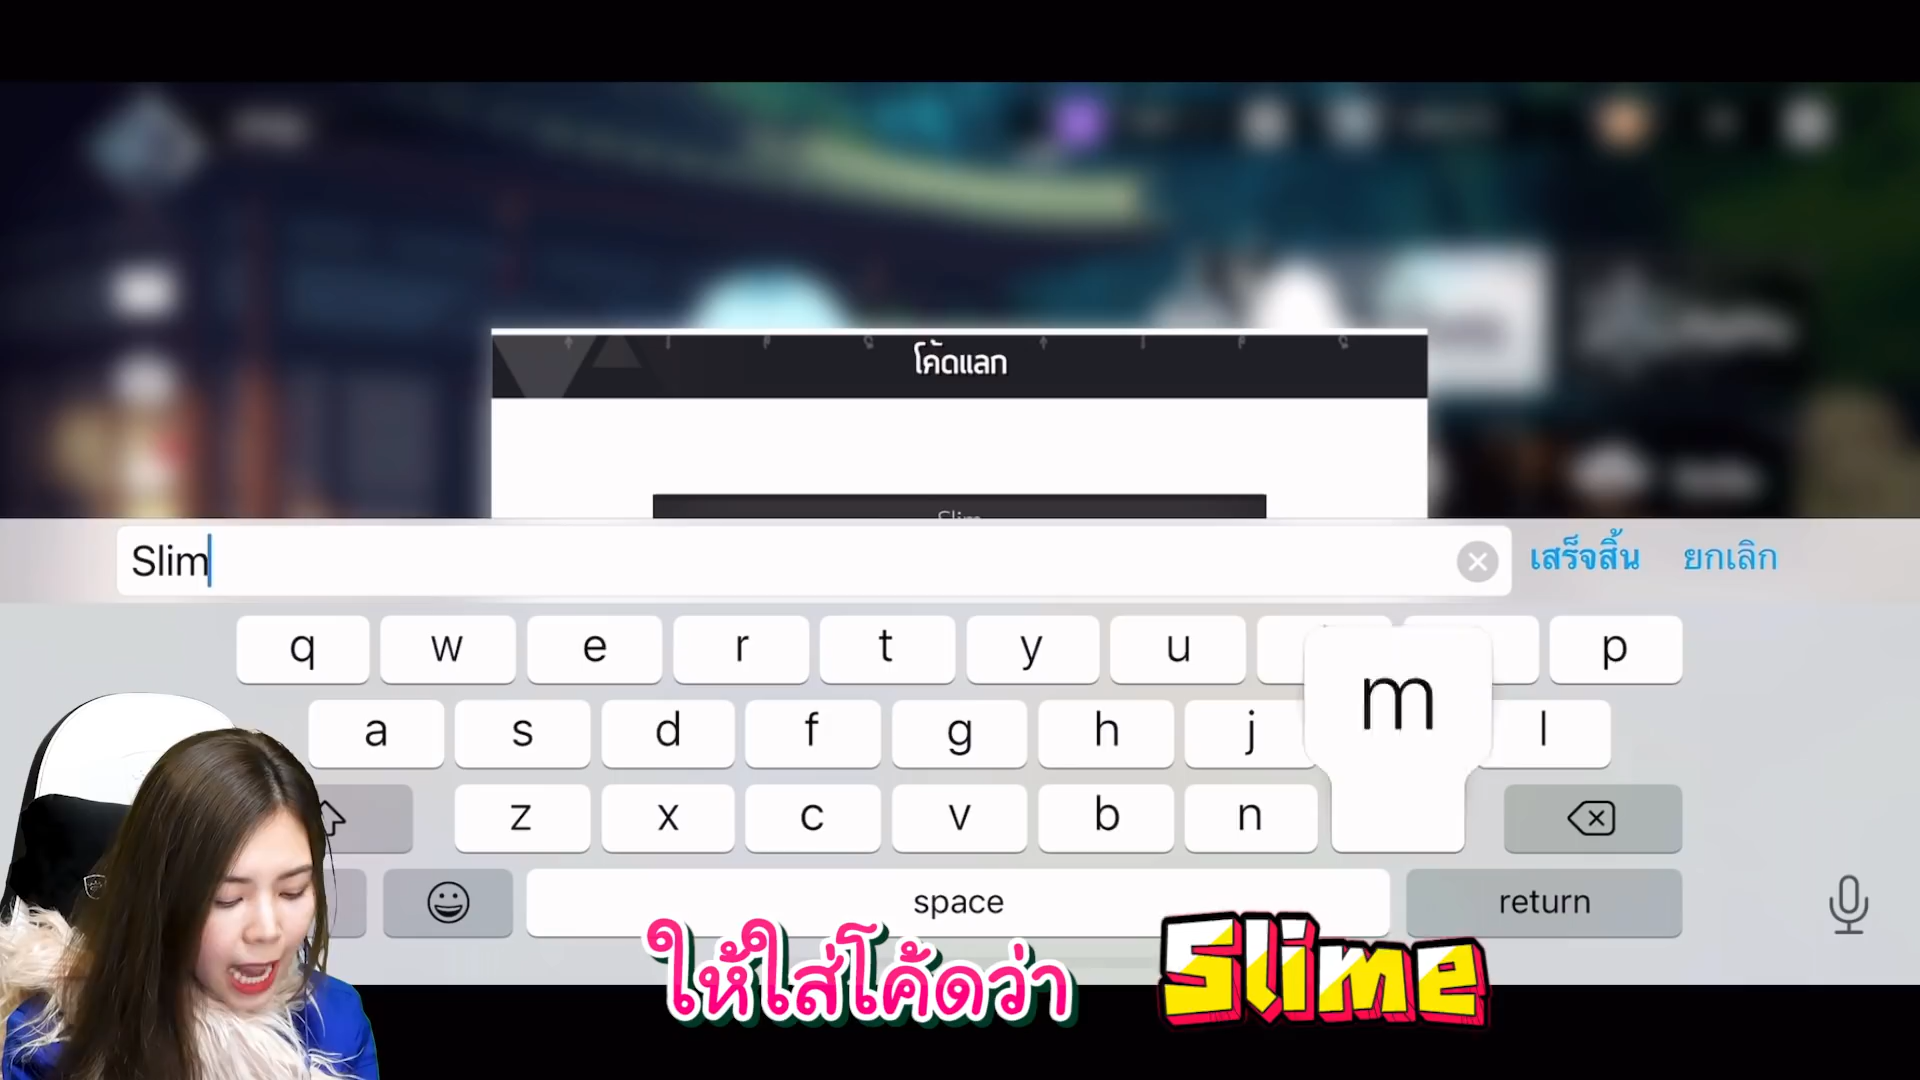 โค้ดแลก
Slim
Slim
เสร็จสิ้น ยกเลิก
q w e r t y u p
m
a s d f g h j l
z x c v b n
space return
ให้ใส่โค้ดว่า Slime